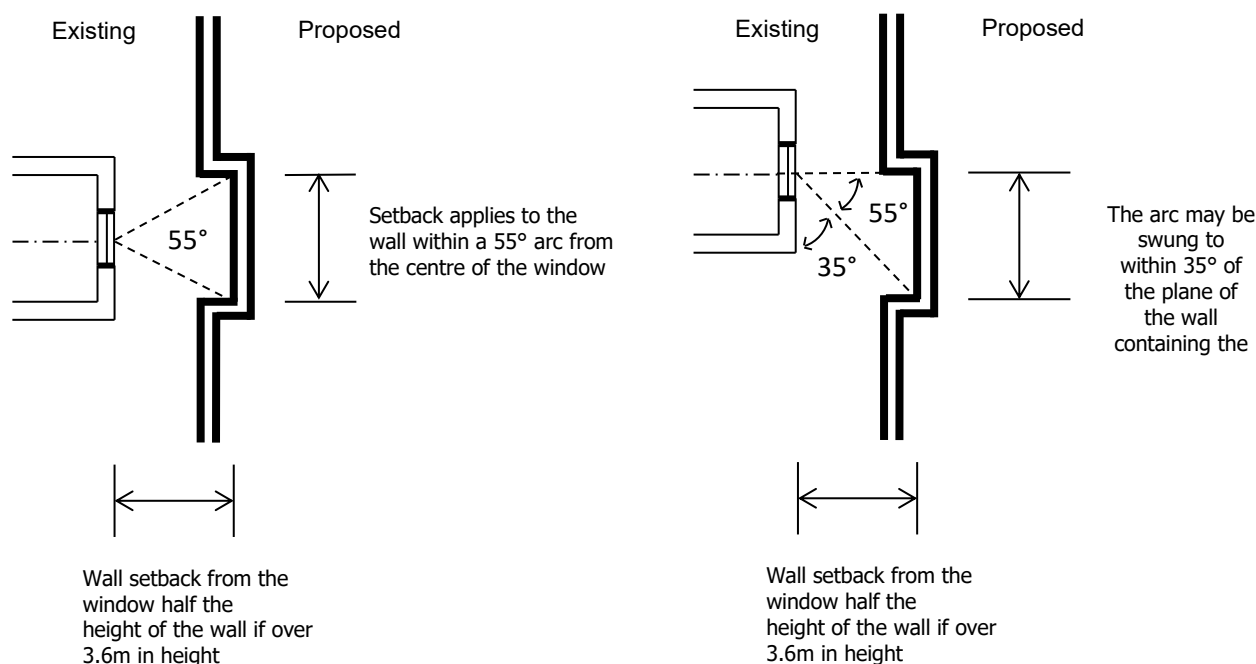 Existing
Proposed
55°
Setback applies to the
wall within a 55° arc from
the centre of the window
Wall setback from the
window half the
height of the wall if over
3.6m in height
Existing
Proposed
55°
35°
The arc may be
swung to
within 35° of
the plane of
the wall
containing the
Wall setback from the
window half the
height of the wall if over
3.6m in height